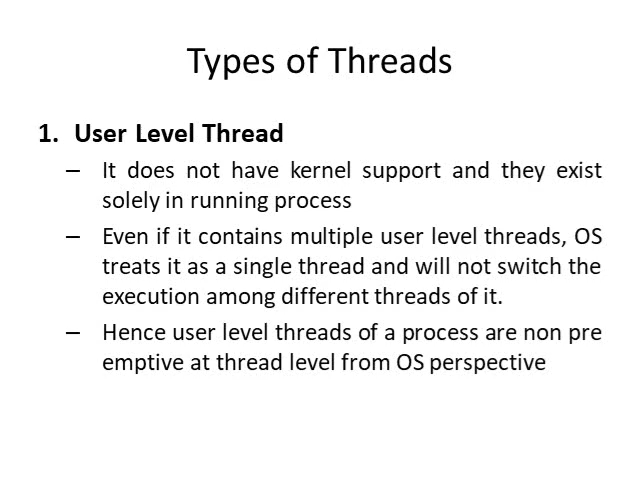 Types of Threads
1. User Level Thread
– It does not have kernel support and they exist
solely in running process
– Even if it contains multiple user level threads, OS
treats it as a single thread and will not switch the
execution among different threads of it.
– Hence user level threads of a process are non pre
emptive at thread level from OS perspective